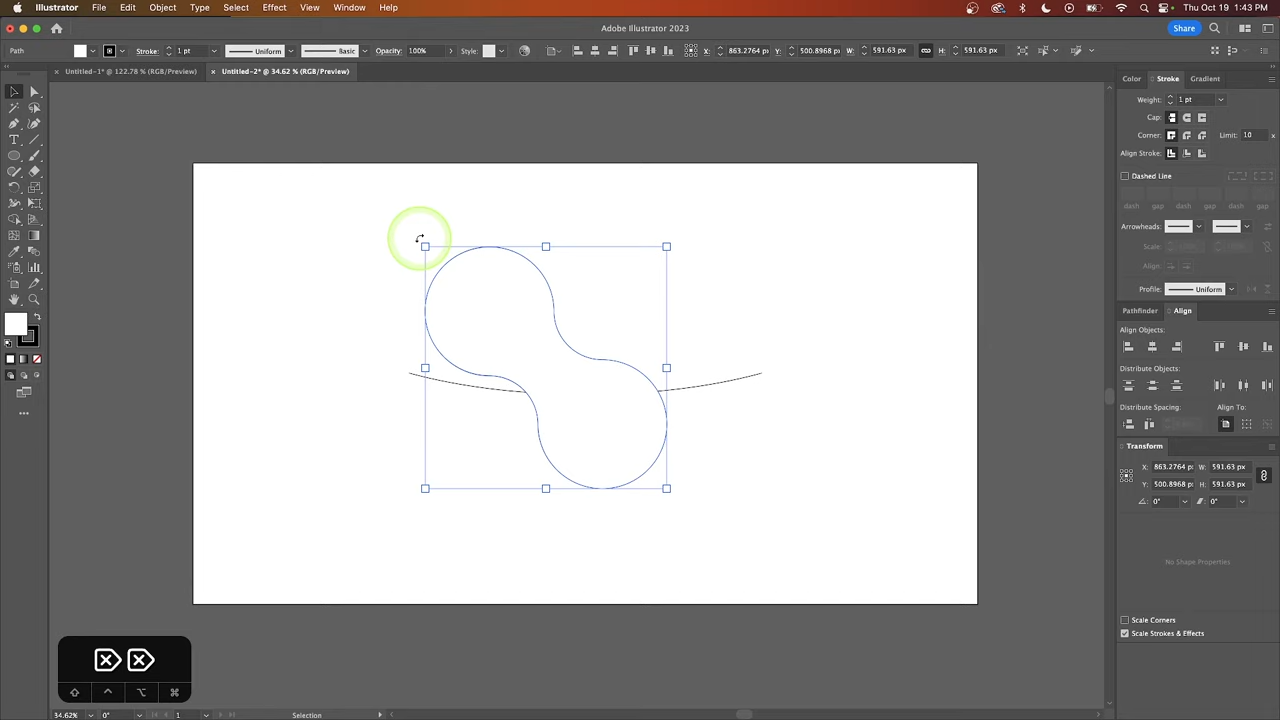 Illustrator File Edit Object Type Select Effect View Window Help Thu Oct 19 1:43 PM
Adobe Illustrator 2023 Share
Path Stroke: 1 pt Uniform Basic Opacity: 100% Style: X: 863.2764 p Y: 500.8968 p W: 591.63 px H: 591.63 px
× Untitled-1* @ 122.78 % (RGB/Preview) × Untitled-2* @ 34.62 % (RGB/Preview)
Color Stroke Gradient
Weight: 1 pt
Cap:
Corner: Limit: 10 x
Align Stroke:
Dashed Line
dash gap dash gap dash gap
Arrowheads:
Scale:
Align:
Profile: Uniform
Pathfinder Align
Align Objects:
Distribute Objects:
Distribute Spacing: Align To:
Transform
X: 863.2764 p W: 591.63 px
Y: 500.8968 p H: 591.63 px
0° 0°
No Shape Properties
Scale Corners
Scale Strokes & Effects
34.62% 0° 1 Selection